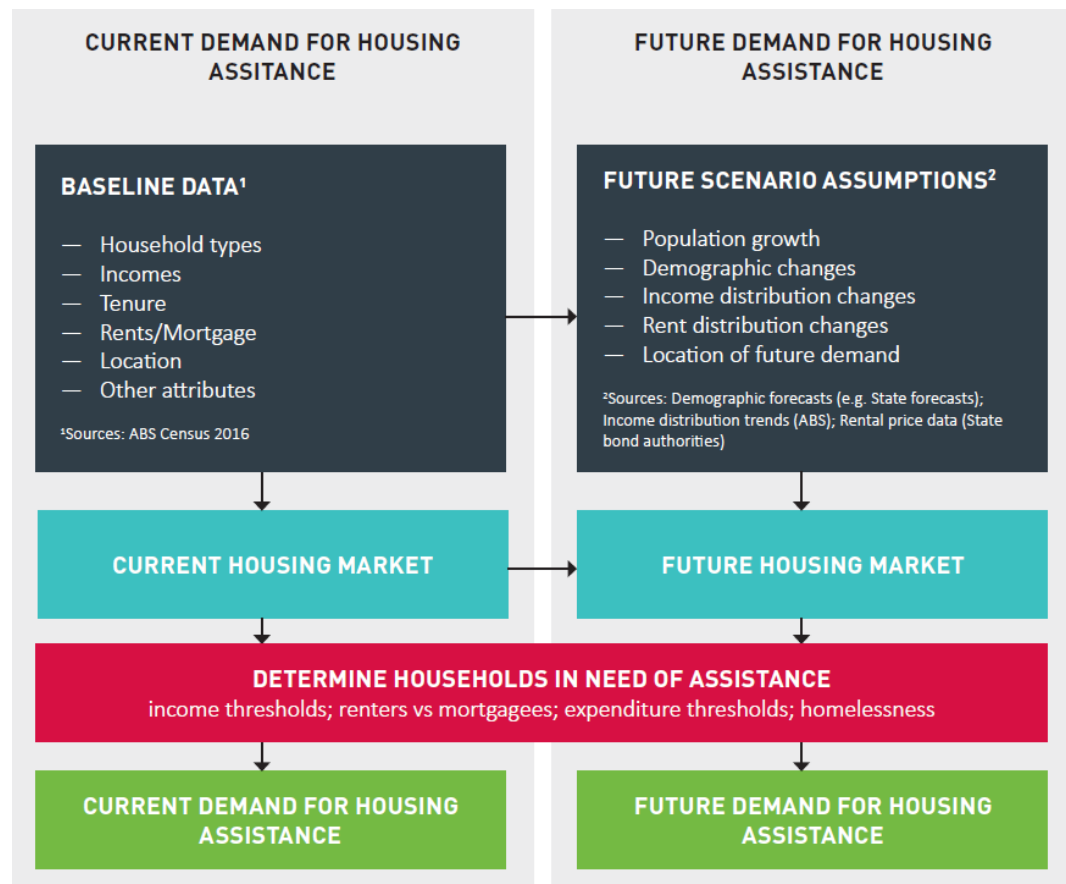 CURRENT DEMAND FOR HOUSING
ASSITANCE
BASELINE DATA¹
— Household types
— Incomes
— Tenure
— Rents/Mortgage
— Location
— Other attributes
¹Sources: ABS Census 2016
CURRENT HOUSING MARKET
FUTURE DEMAND FOR HOUSING
ASSISTANCE
FUTURE SCENARIO ASSUMPTIONS²
— Population growth
— Demographic changes
— Income distribution changes
— Rent distribution changes
— Location of future demand
²Sources: Demographic forecasts (e.g. State forecasts);
Income distribution trends (ABS); Rental price data (State
bond authorities)
FUTURE HOUSING MARKET
DETERMINE HOUSEHOLDS IN NEED OF ASSISTANCE
income thresholds; renters vs mortgagees; expenditure thresholds; homelessness
CURRENT DEMAND FOR HOUSING
ASSISTANCE
FUTURE DEMAND FOR HOUSING
ASSISTANCE